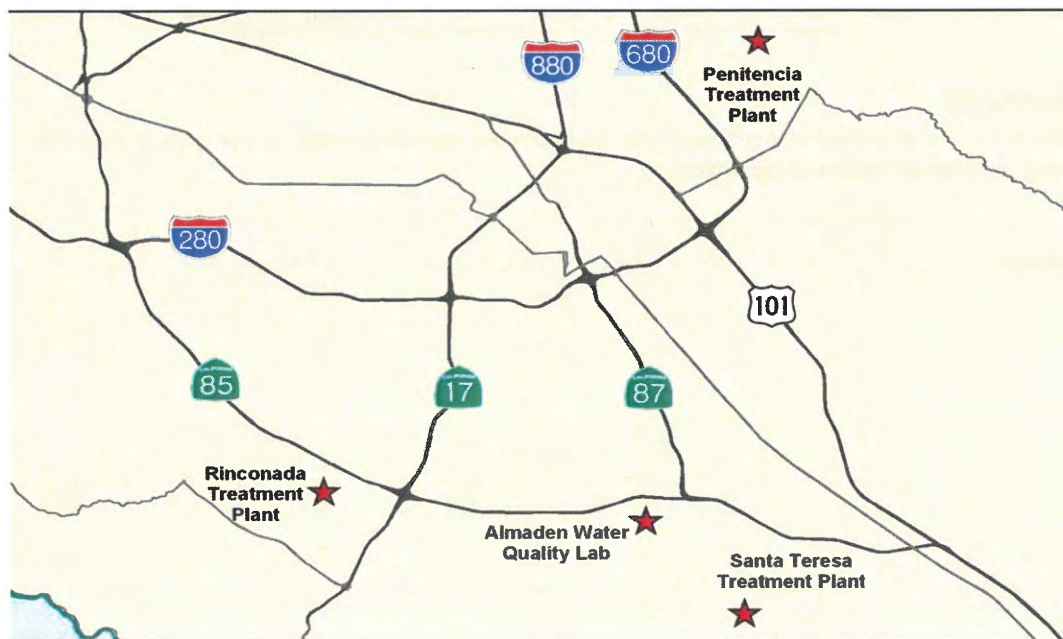 880
680
Penitencia
Treatment
Plant
280
101
85
17
87
Rinconada
Treatment
Plant
Almaden Water
Quality Lab
Santa Teresa
Treatment Plant